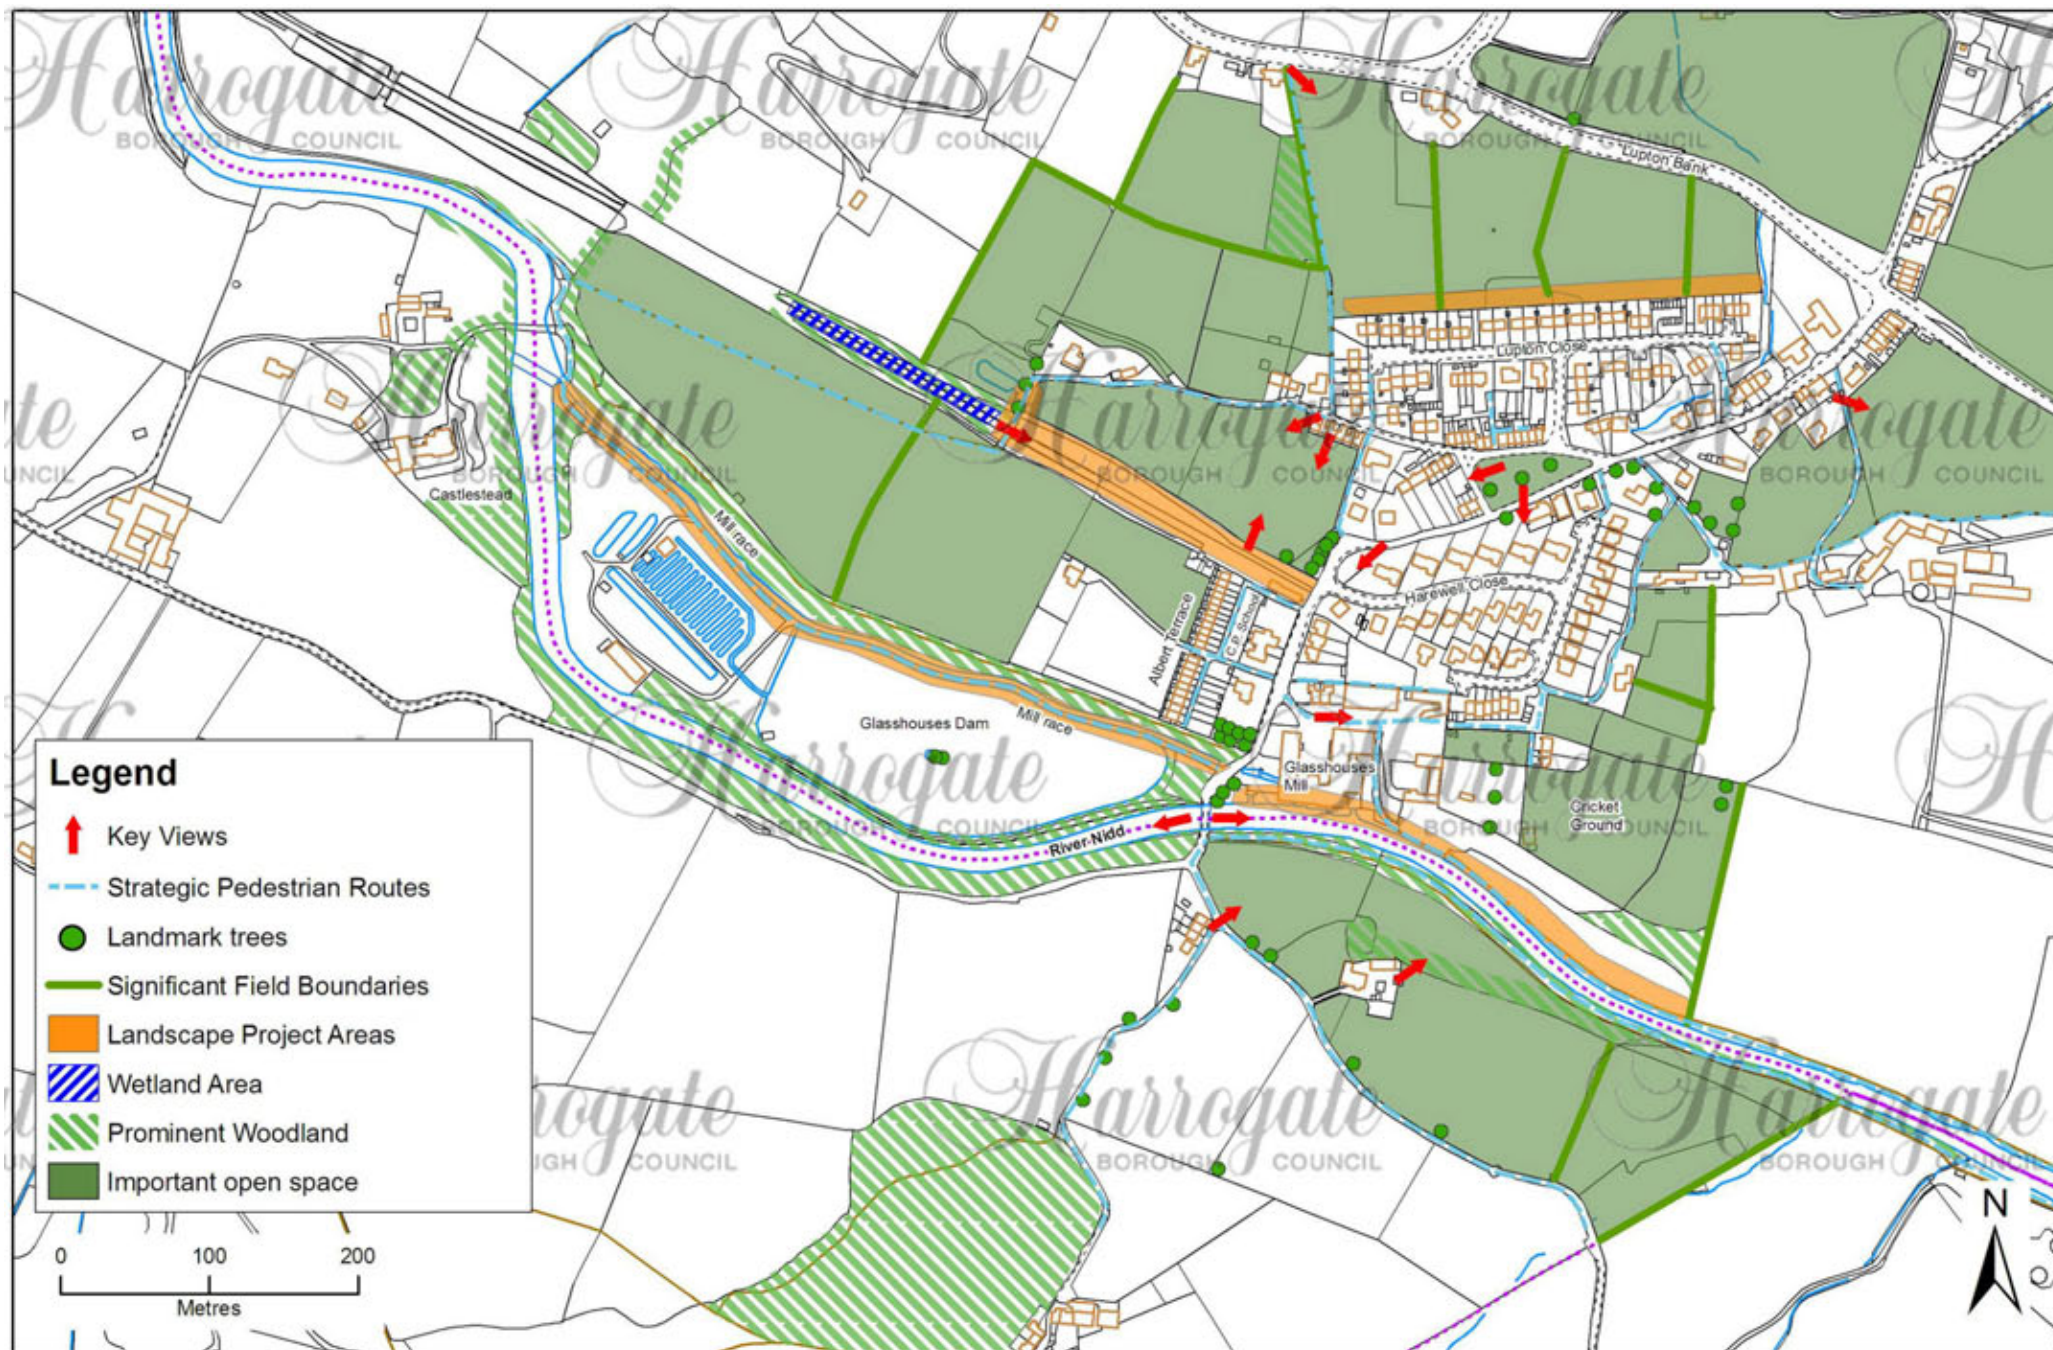 Harrogate
BOROUGH COUNCIL
Lupton Bank
Lupton Close
Castlestead
Mill race
Harewell Close
Albert Terrace
C.P. School
Glasshouses Dam
Mill race
Glasshouses
Mill
Cricket
Ground
River Nidd
Legend
Key Views
Strategic Pedestrian Routes
Landmark trees
Significant Field Boundaries
Landscape Project Areas
Wetland Area
Prominent Woodland
Important open space
0 100 200
Metres
N